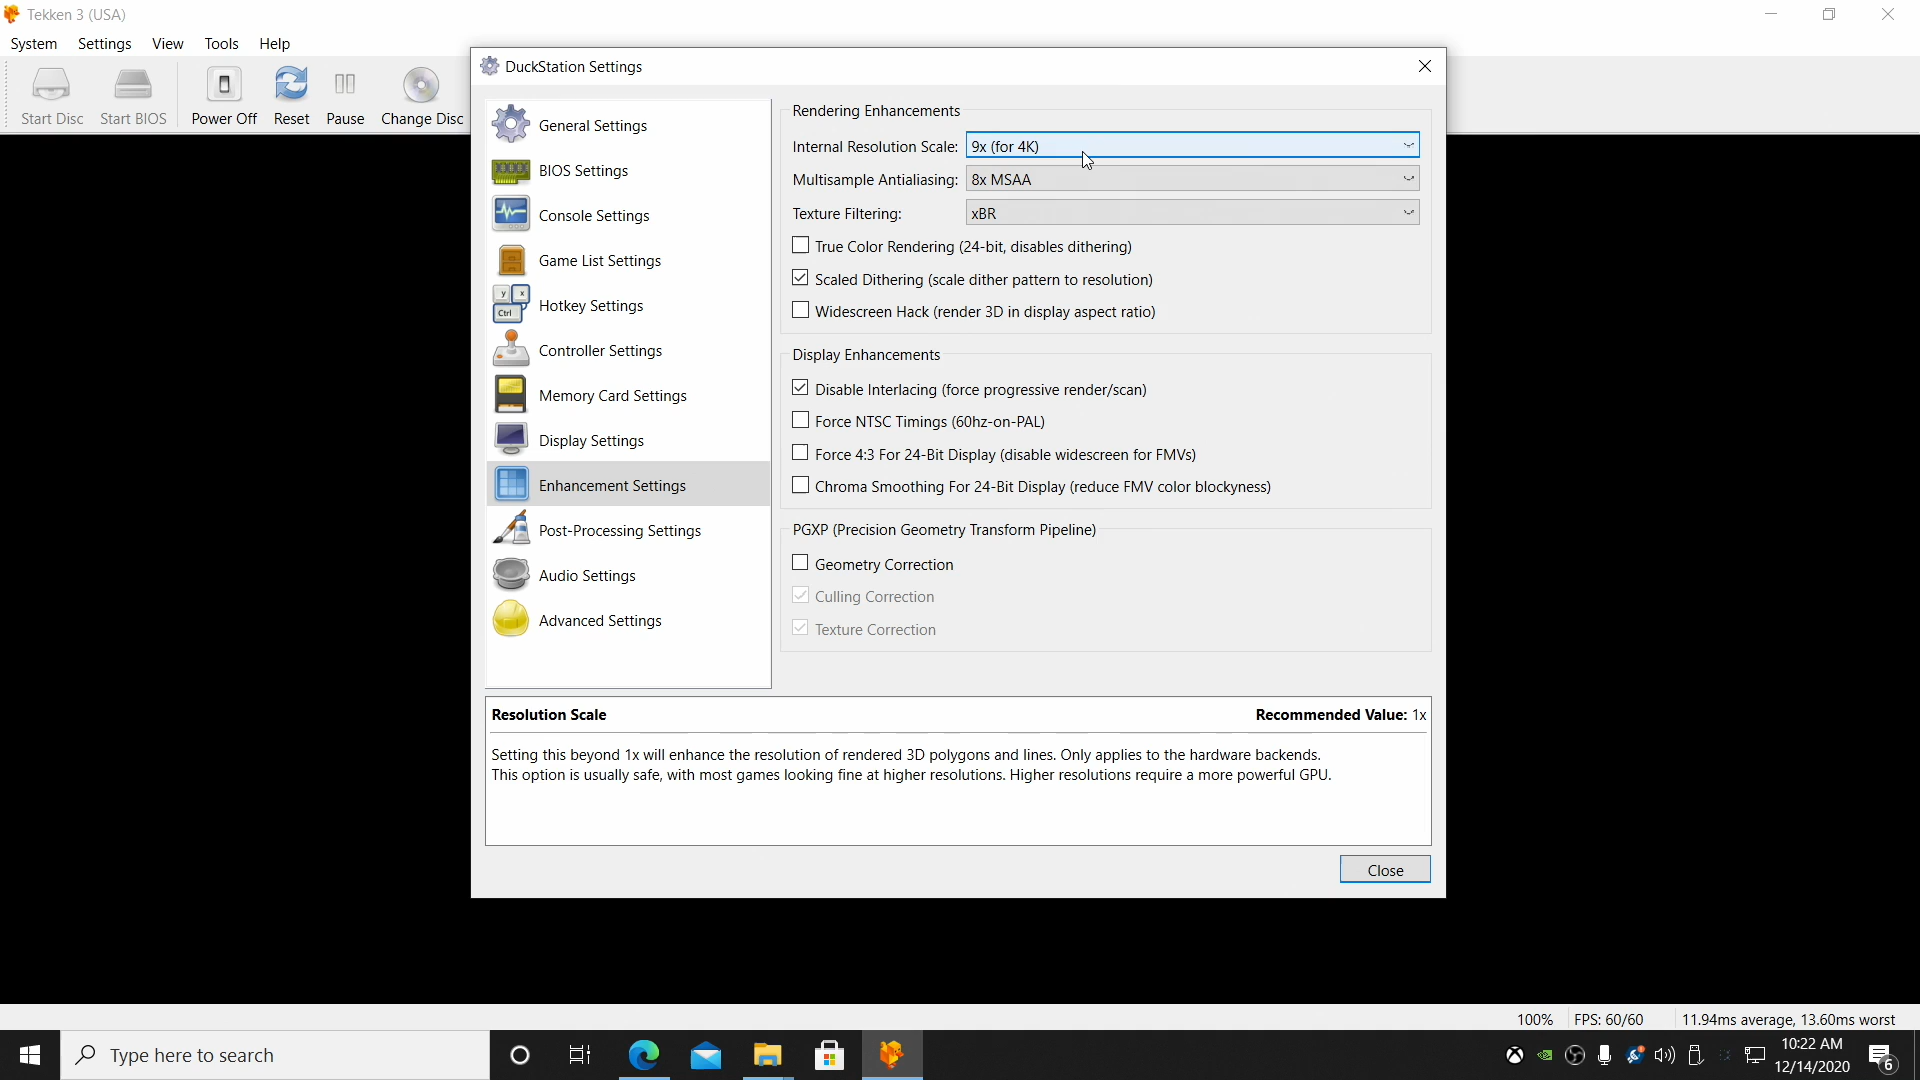 Tekken 3 (USA)
System Settings View Tools Help
Start Disc Start BIOS Power Off Reset Pause Change Disc
DuckStation Settings
General Settings
BIOS Settings
Console Settings
Game List Settings
y x
Ctrl
Hotkey Settings
Controller Settings
Memory Card Settings
Display Settings
Enhancement Settings
Post-Processing Settings
Audio Settings
Advanced Settings
Rendering Enhancements
Internal Resolution Scale: 9x (for 4K)
Multisample Antialiasing: 8x MSAA
Texture Filtering: xBR
True Color Rendering (24-bit, disables dithering)
Scaled Dithering (scale dither pattern to resolution)
Widescreen Hack (render 3D in display aspect ratio)
Display Enhancements
Disable Interlacing (force progressive render/scan)
Force NTSC Timings (60hz-on-PAL)
Force 4:3 For 24-Bit Display (disable widescreen for FMVs)
Chroma Smoothing For 24-Bit Display (reduce FMV color blockyness)
PGXP (Precision Geometry Transform Pipeline)
Geometry Correction
Culling Correction
Texture Correction
Resolution Scale Recommended Value: 1x
Setting this beyond 1x will enhance the resolution of rendered 3D polygons and lines. Only applies to the hardware backends.
This option is usually safe, with most games looking fine at higher resolutions. Higher resolutions require a more powerful GPU.
Close
100% FPS: 60/60 11.94ms average, 13.60ms worst
Type here to search
10:22 AM
12/14/2020
6